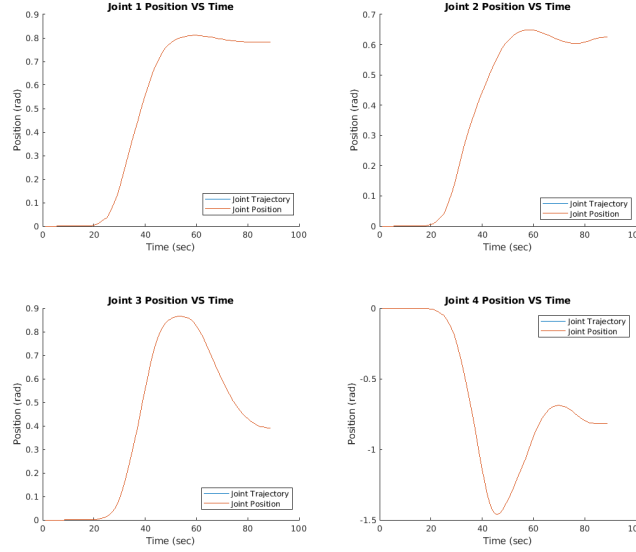 Joint 1 Position VS Time
0.9
0.8
0.7
0.6
0.5
0.4
0.3
0.2
0.1
0
Position (rad)
Joint Trajectory
Joint Position
0 20 40 60 80 100
Time (sec)
Joint 2 Position VS Time
0.7
0.6
0.5
0.4
0.3
0.2
0.1
0
Position (rad)
Joint Trajectory
Joint Position
0 20 40 60 80 100
Time (sec)
Joint 3 Position VS Time
0.9
0.8
0.7
0.6
0.5
0.4
0.3
0.2
0.1
0
Position (rad)
Joint Trajectory
Joint Position
0 20 40 60 80 100
Time (sec)
Joint 4 Position VS Time
0
-0.5
-1
-1.5
Position (rad)
Joint Trajectory
Joint Position
0 20 40 60 80 100
Time (sec)